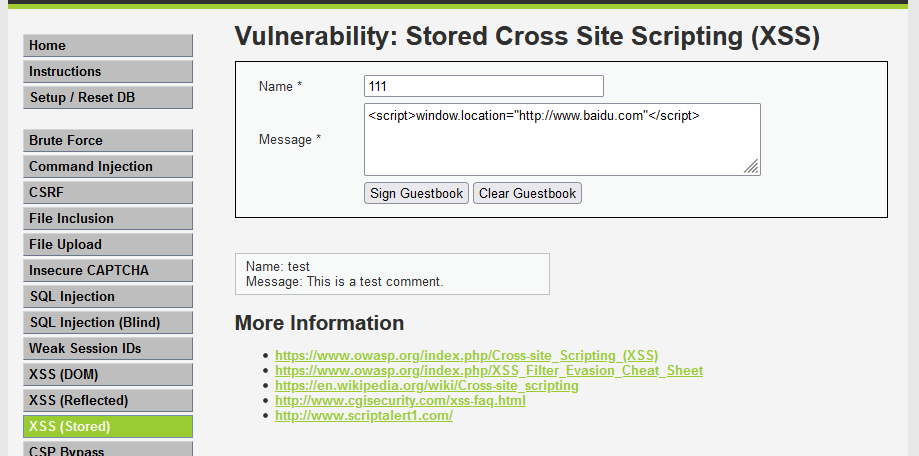 Home
Instructions
Setup / Reset DB
Brute Force
Command Injection
CSRF
File Inclusion
File Upload
Insecure CAPTCHA
SQL Injection
SQL Injection (Blind)
Weak Session IDs
XSS (DOM)
XSS (Reflected)
XSS (Stored)
CSP Bypass
Vulnerability: Stored Cross Site Scripting (XSS)
Name * 111
Message * <script>window.location="http://www.baidu.com"</script>
Sign Guestbook Clear Guestbook
Name: test
Message: This is a test comment.
More Information
https://www.owasp.org/index.php/Cross-site_Scripting_(XSS)
https://www.owasp.org/index.php/XSS_Filter_Evasion_Cheat_Sheet
https://en.wikipedia.org/wiki/Cross-site_scripting
http://www.cgisecurity.com/xss-faq.html
http://www.scriptalert1.com/